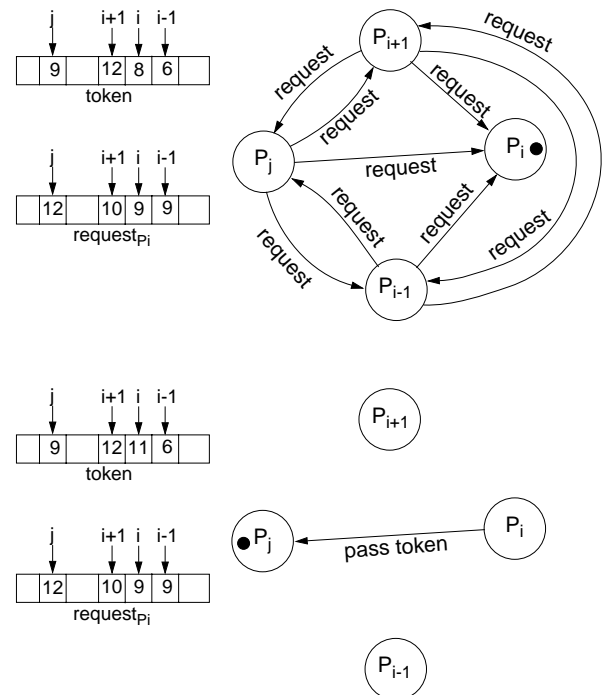 j i+1 i i-1
9 12 8 6
token
j i+1 i i-1
12 10 9 9
request_Pi
P_i+1
request
request
request
request
P_j
P_i
request
request
request
request
request
P_i-1
j i+1 i i-1
9 12 11 6
token
j i+1 i i-1
12 10 9 9
request_Pi
P_i+1
P_j
P_i
pass token
P_i-1